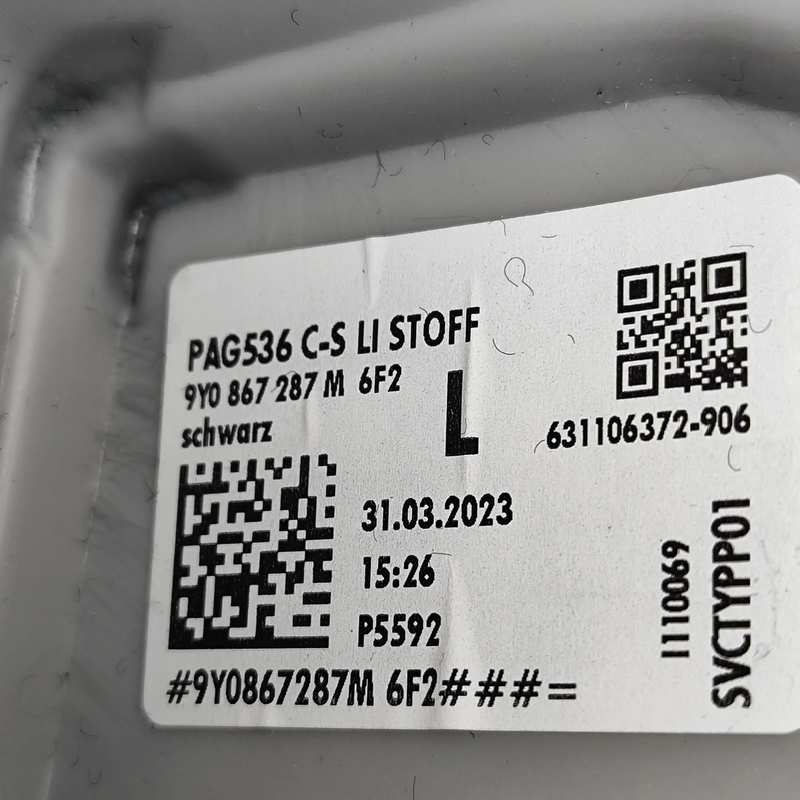 PAG536 C-S LI STOFF
9Y0 867 287 M 6F2
schwarz
L
631106372-906
31.03.2023
15:26
P5592
#9Y0867287M 6F2###=
I110069
SVCTYPP01